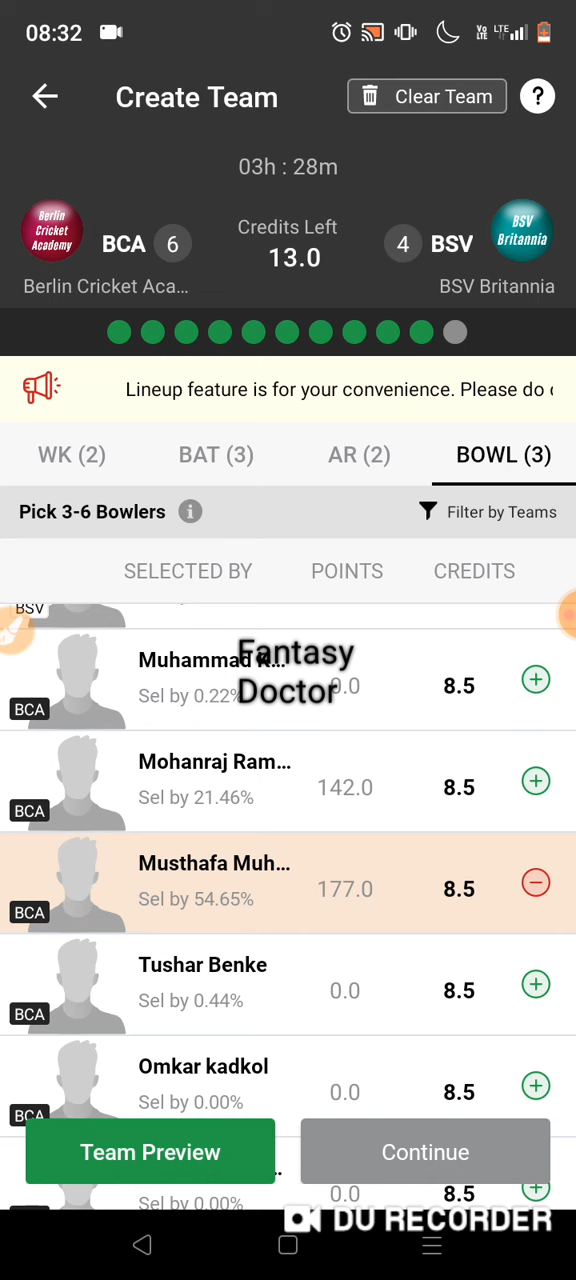 08:32
Vo LTE LTE
Create Team
Clear Team
?
03h : 28m
Berlin Cricket Academy
BCA 6
Credits Left
13.0
4 BSV
BSV Britannia
Berlin Cricket Aca...
BSV Britannia
Lineup feature is for your convenience. Please do
WK (2)
BAT (3)
AR (2)
BOWL (3)
Pick 3-6 Bowlers
i
Filter by Teams
SELECTED BY
POINTS
CREDITS
BSV
Muhammad K...
Fantasy
Doctor
Sel by 0.22%
0.0
8.5
BCA
Mohanraj Ram...
Sel by 21.46%
142.0
8.5
BCA
Musthafa Muh...
Sel by 54.65%
177.0
8.5
BCA
Tushar Benke
Sel by 0.44%
0.0
8.5
BCA
Omkar kadkol
Sel by 0.00%
0.0
8.5
BCA
Team Preview
Continue
Sel by 0.00%
0.0
8.5
DU RECORDER